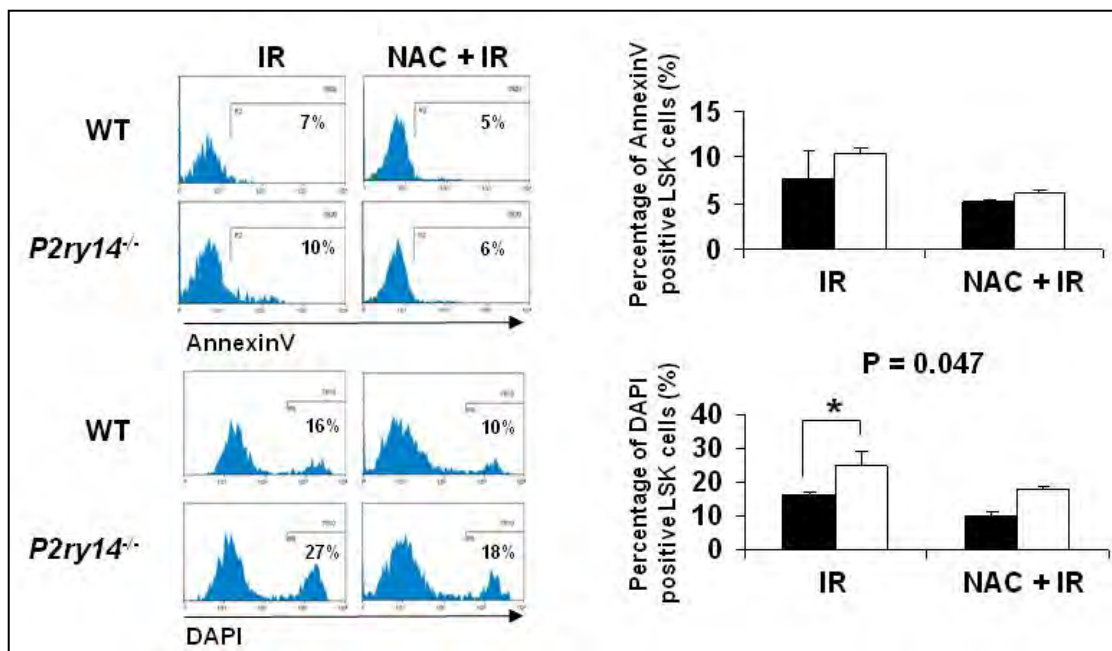 IR
NAC + IR
WT
7%
5%
P2ry14-/-
10%
6%
AnnexinV
WT
16%
10%
P2ry14-/-
27%
18%
DAPI
Percentage of AnnexinV
positive LSK cells (%)
15
10
5
0
IR
NAC + IR
P = 0.047
Percentage of DAPI
positive LSK cells (%)
40
30
20
10
0
*
IR
NAC + IR